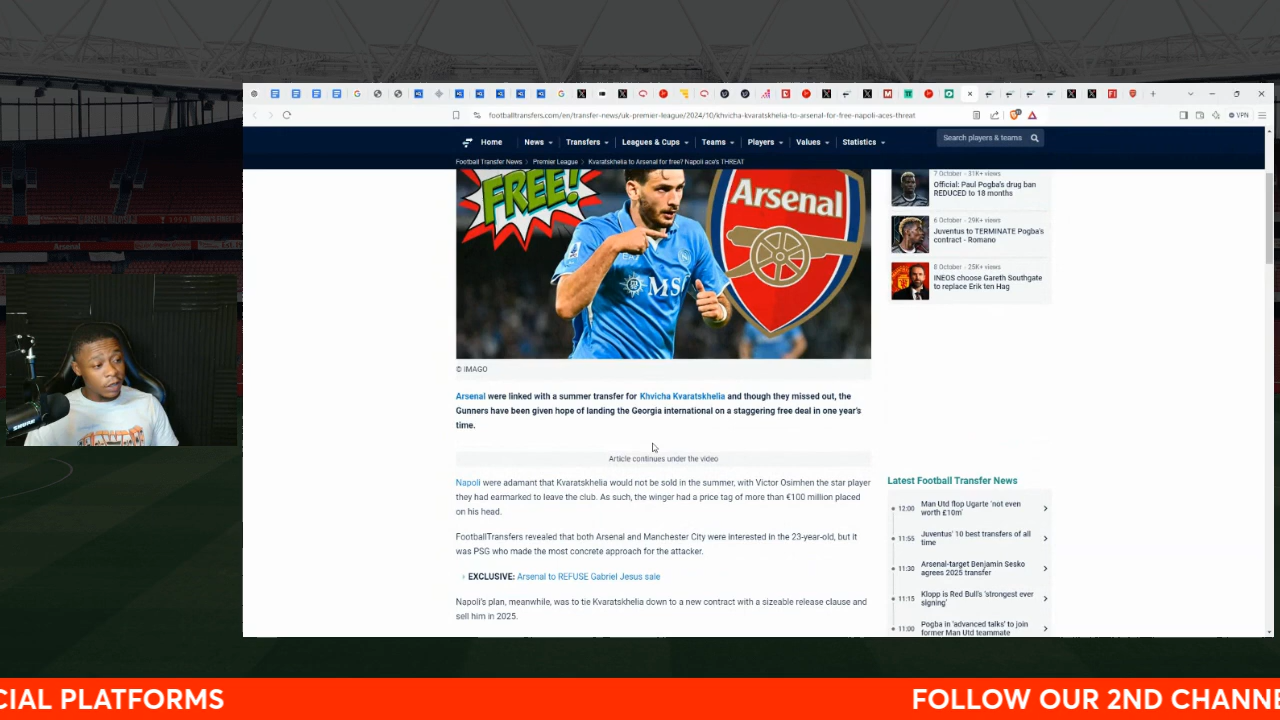 footballtransfers.com/en/transfer-news/uk-premier-league/2024/10/khvicha-kvaratskhelia-to-arsenal-for-free-napoli-aces-threat
VPN
Home
News
Transfers
Leagues & Cups
Teams
Players
Values
Statistics
Search players & teams
Football Transfer News
Premier League
Kvaratskhelia to Arsenal for free? Napoli ace's THREAT
FREE!
Arsenal
MS
© IMAGO
Arsenal were linked with a summer transfer for Khvicha Kvaratskhelia and though they missed out, the
Gunners have been given hope of landing the Georgia international on a staggering free deal in one year's
time.
Article continues under the video
Napoli were adamant that Kvaratskhelia would not be sold in the summer, with Victor Osimhen the star player
they had earmarked to leave the club. As such, the winger had a price tag of more than €100 million placed
on his head.
FootballTransfers revealed that both Arsenal and Manchester City were interested in the 23-year-old, but it
was PSG who made the most concrete approach for the attacker.
EXCLUSIVE: Arsenal to REFUSE Gabriel Jesus sale
Napoli's plan, meanwhile, was to tie Kvaratskhelia down to a new contract with a sizeable release clause and
sell him in 2025.
7 October - 31K+ views
Official: Paul Pogba's drug ban
REDUCED to 18 months
6 October - 29K+ views
Juventus to TERMINATE Pogba's
contract - Romano
8 October - 25K+ views
INEOS choose Gareth Southgate
to replace Erik ten Hag
Latest Football Transfer News
12:00
Man Utd flop Ugarte 'not even
worth £10m'
11:55
Juventus' 10 best transfers of all
time
11:30
Arsenal-target Benjamin Sesko
agrees 2025 transfer
11:15
Klopp is Red Bull's 'strongest ever
signing'
11:00
Pogba in 'advanced talks' to join
former Man Utd teammate
SHURE
CIAL PLATFORMS
FOLLOW OUR 2ND CHANNE